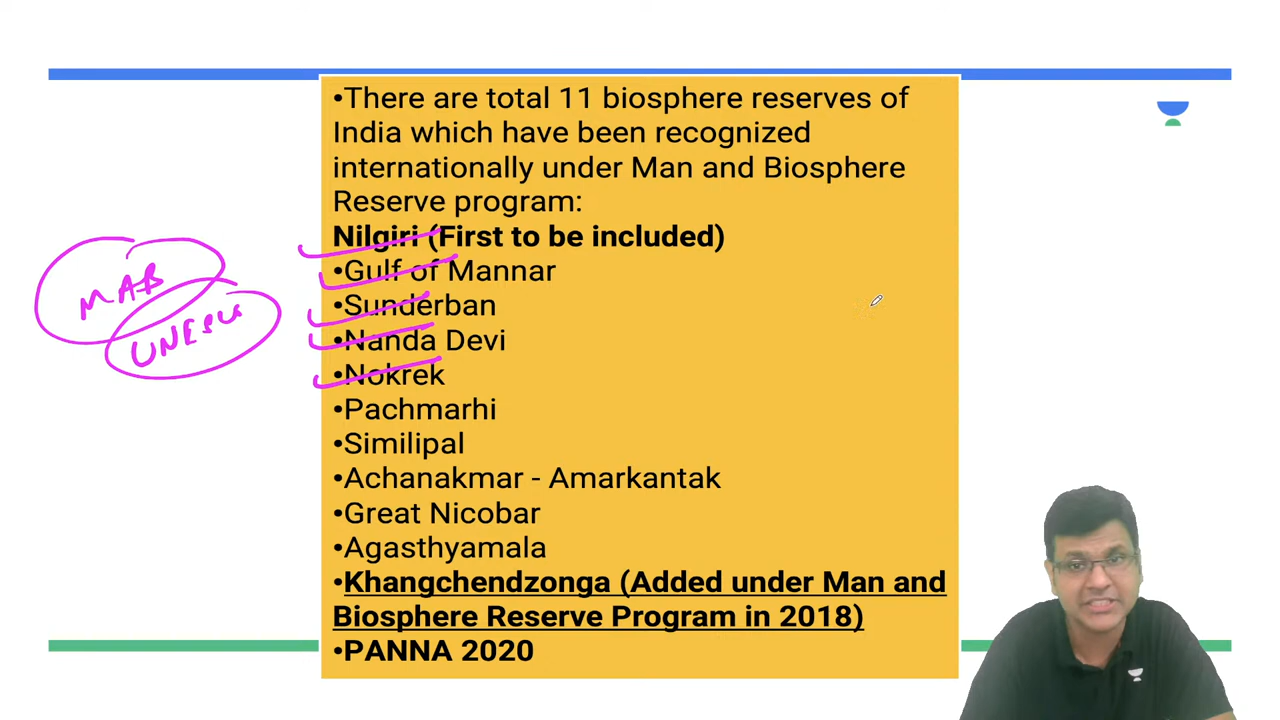 •There are total 11 biosphere reserves of
India which have been recognized
internationally under Man and Biosphere
Reserve program:
Nilgiri (First to be included)
•Gulf of Mannar
•Sunderban
•Nanda Devi
•Nokrek
•Pachmarhi
•Similipal
•Achanakmar - Amarkantak
•Great Nicobar
•Agasthyamala
•Khangchendzonga (Added under Man and
Biosphere Reserve Program in 2018)
•PANNA 2020
MAB